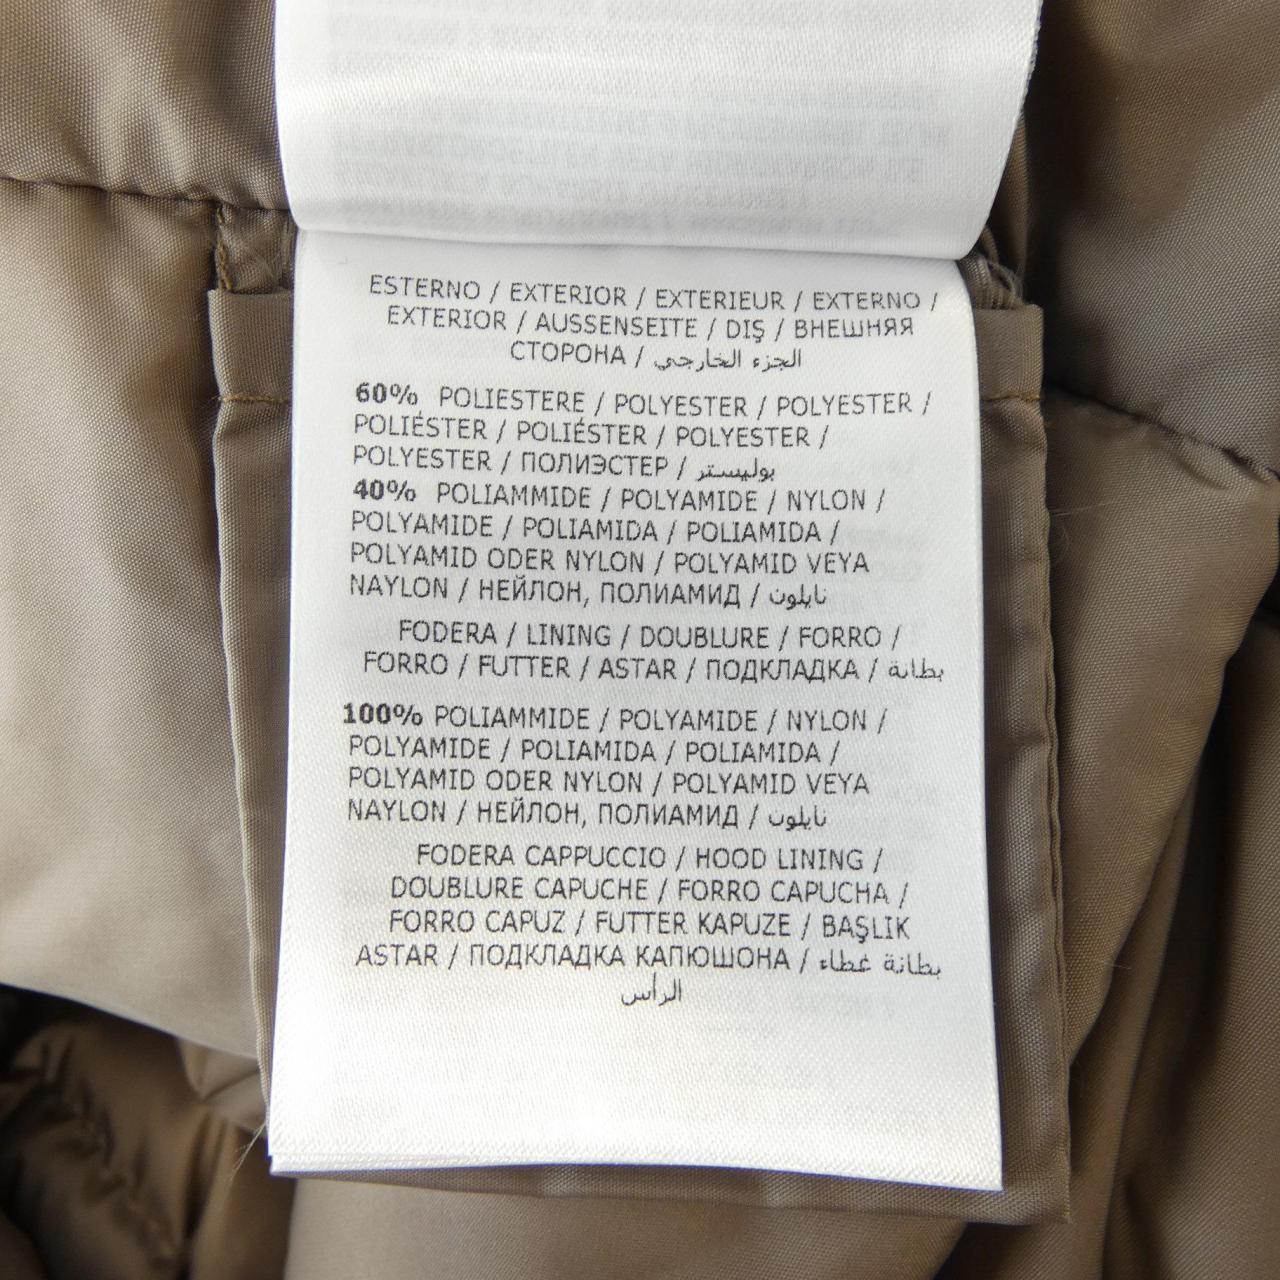 ESTERNO / EXTERIOR / EXTERIEUR / EXTERNO /
EXTERIOR / AUSSENSEITE / DIŞ / ВНЕШНЯЯ
СТОРОНА / الجزء الخارجي
60% POLIESTERE / POLYESTER / POLYESTER /
POLIÉSTER / POLIÉSTER / POLYESTER /
POLYESTER / ПОЛИЭСТЕР / بوليستر
40% POLIAMMIDE / POLYAMIDE / NYLON /
POLYAMIDE / POLIAMIDA / POLIAMIDA /
POLYAMID ODER NYLON / POLYAMID VEYA
NAYLON / НЕЙЛОН, ПОЛИАМИД / نايلون
FODERA / LINING / DOUBLURE / FORRO /
FORRO / FUTTER / ASTAR / ПОДКЛАДКА / بطانة
100% POLIAMMIDE / POLYAMIDE / NYLON /
POLYAMIDE / POLIAMIDA / POLIAMIDA /
POLYAMID ODER NYLON / POLYAMID VEYA
NAYLON / НЕЙЛОН, ПОЛИАМИД / نايلون
FODERA CAPPUCCIO / HOOD LINING /
DOUBLURE CAPUCHE / FORRO CAPUCHA /
FORRO CAPUZ / FUTTER KAPUZE / BAŞLIK
ASTAR / ПОДКЛАДКА КАПЮШОНА / بطانة غطاء
الرأس